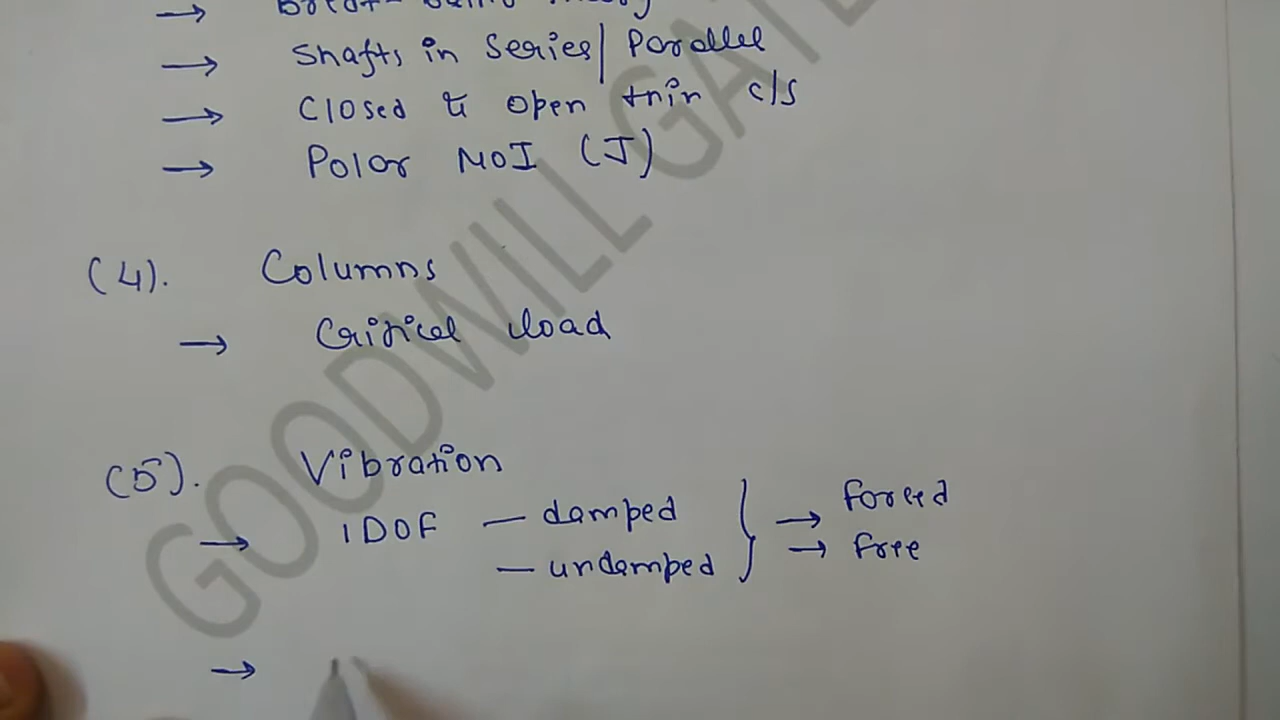 → Shafts in Series/ Parallel
→ Closed & open thin c/s
→ Polar MOI (J)
(4). Columns
→ Critical load
(5). Vibration
→ 1DOF — damped } → forced
— undamped → free
→
GOODWILL GATE